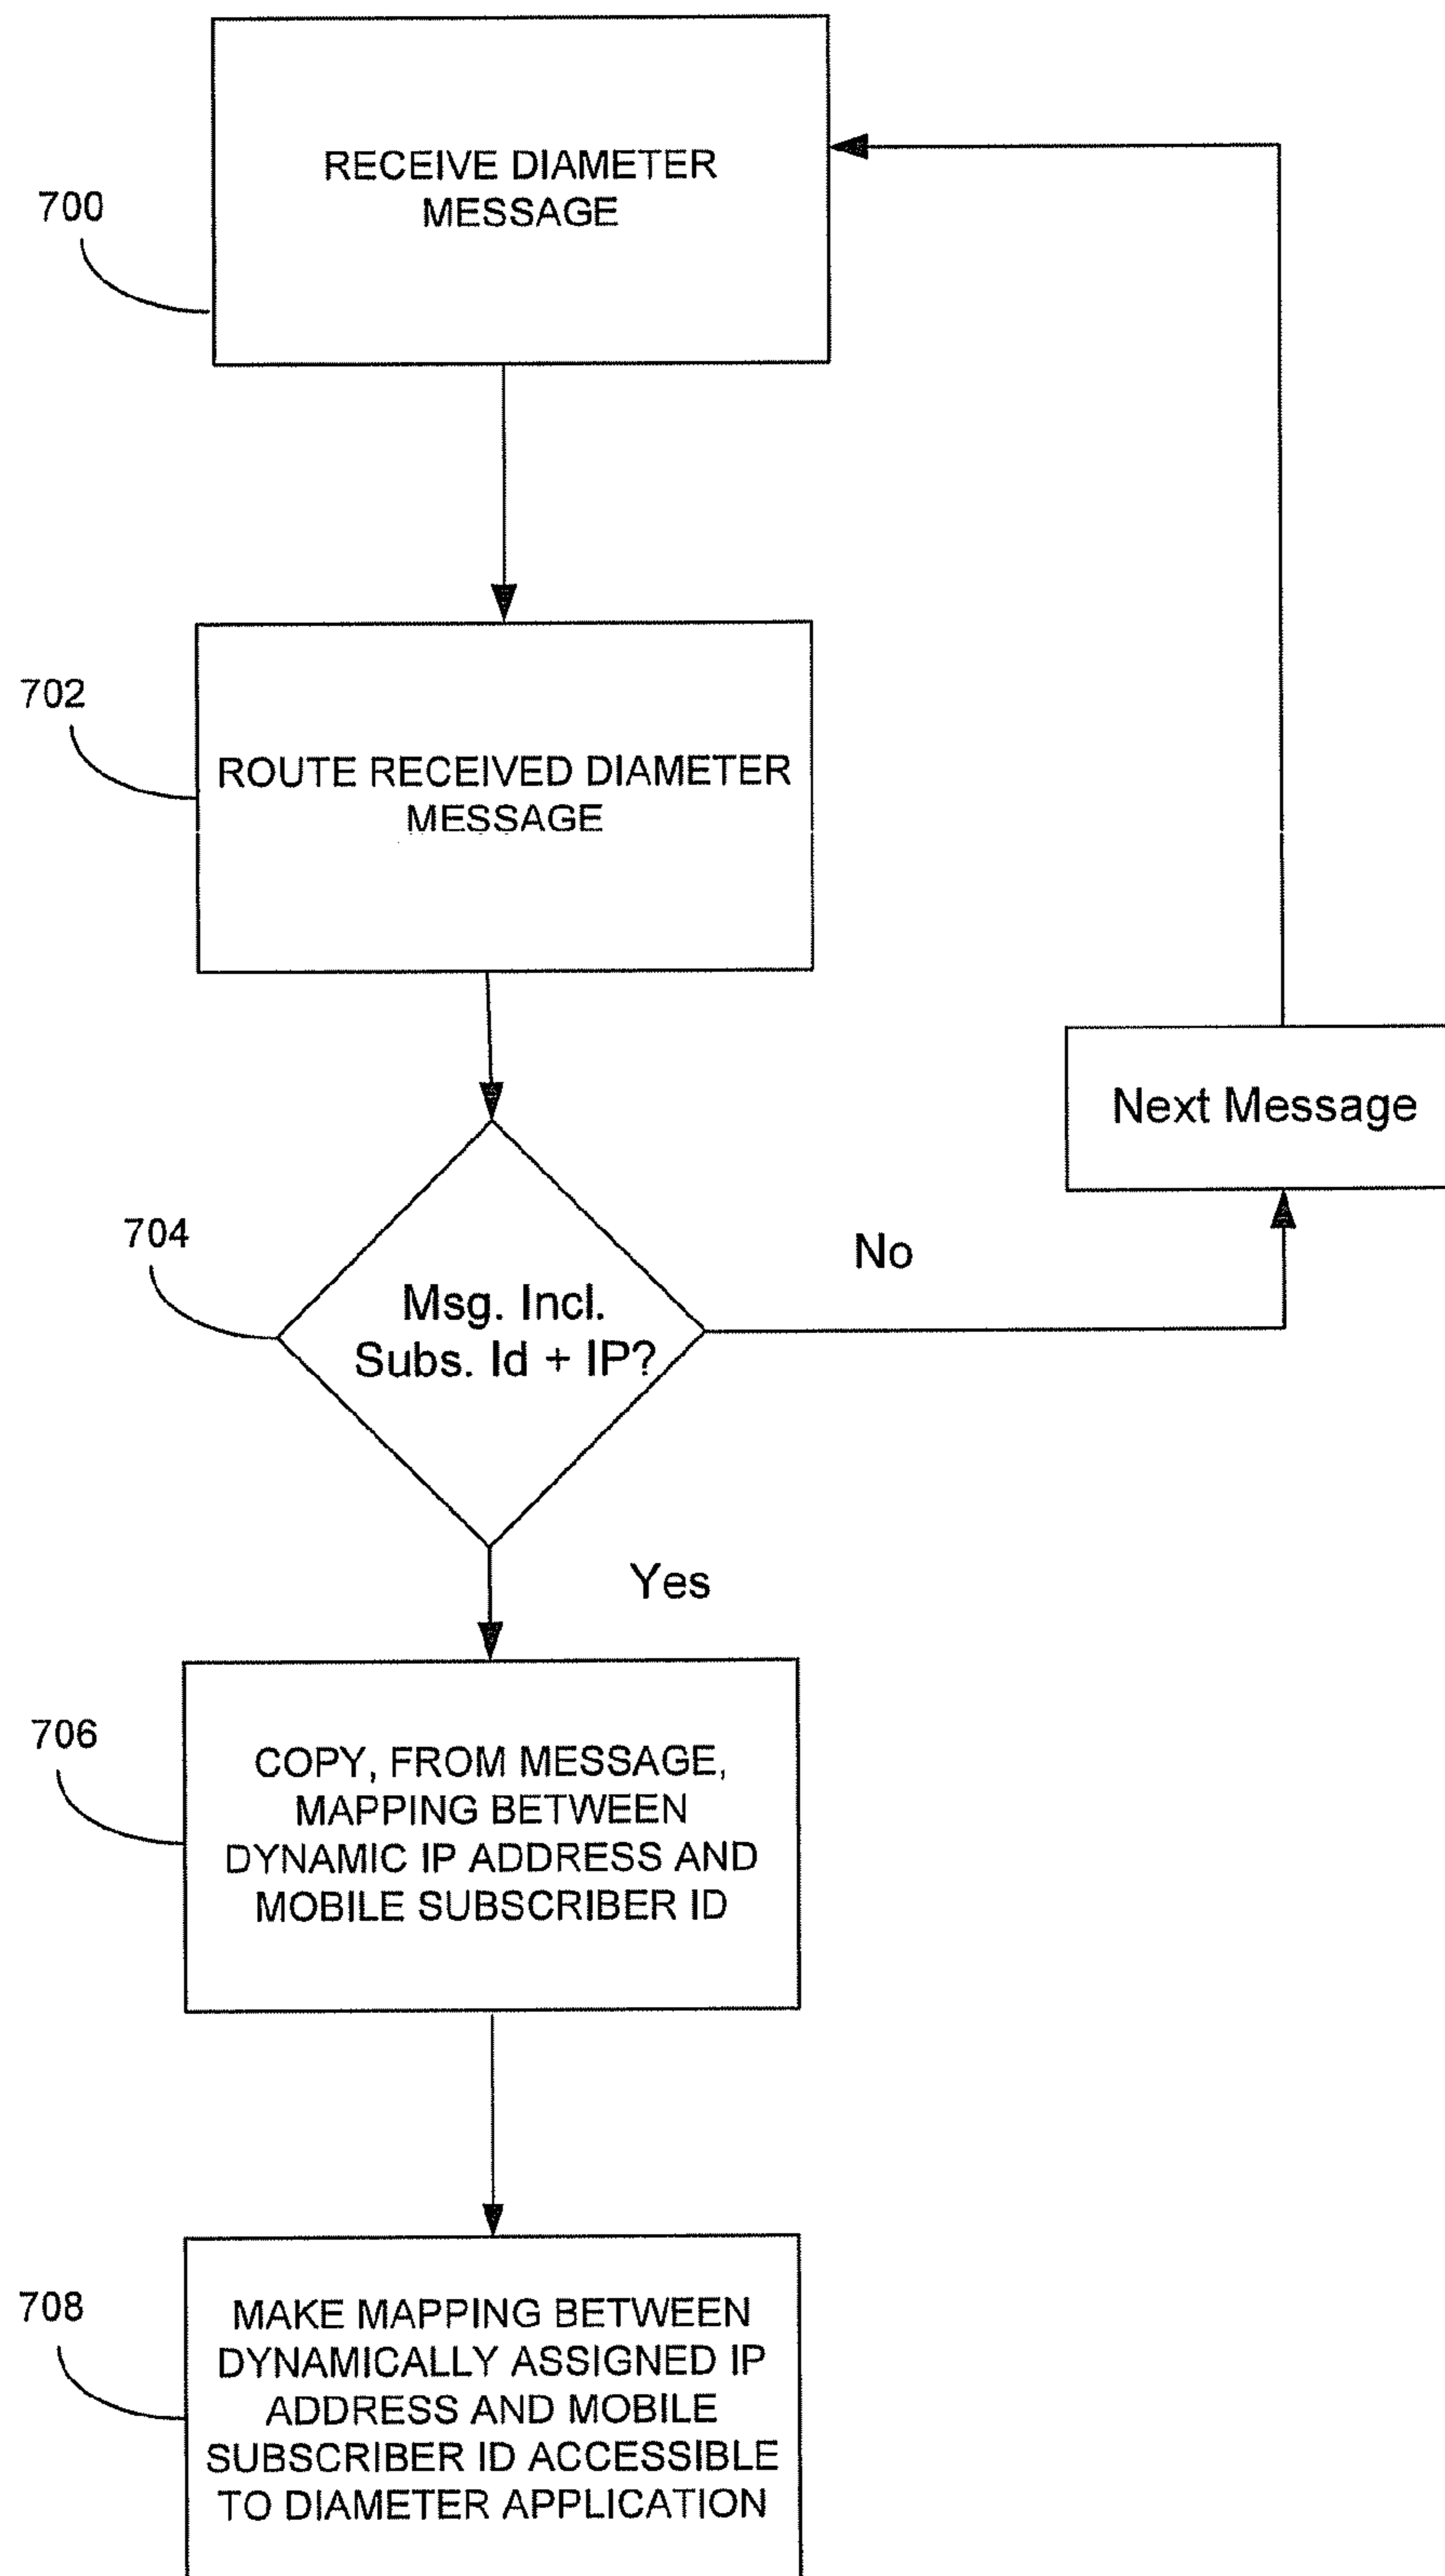 RECEIVE DIAMETER
MESSAGE
700
702
ROUTE RECEIVED DIAMETER
MESSAGE
Next Message
704
No
Msg. Incl.
Subs. Id + IP?
Yes
706
COPY, FROM MESSAGE,
MAPPING BETWEEN
DYNAMIC IP ADDRESS AND
MOBILE SUBSCRIBER ID
708
MAKE MAPPING BETWEEN
DYNAMICALLY ASSIGNED IP
ADDRESS AND MOBILE
SUBSCRIBER ID ACCESSIBLE
TO DIAMETER APPLICATION